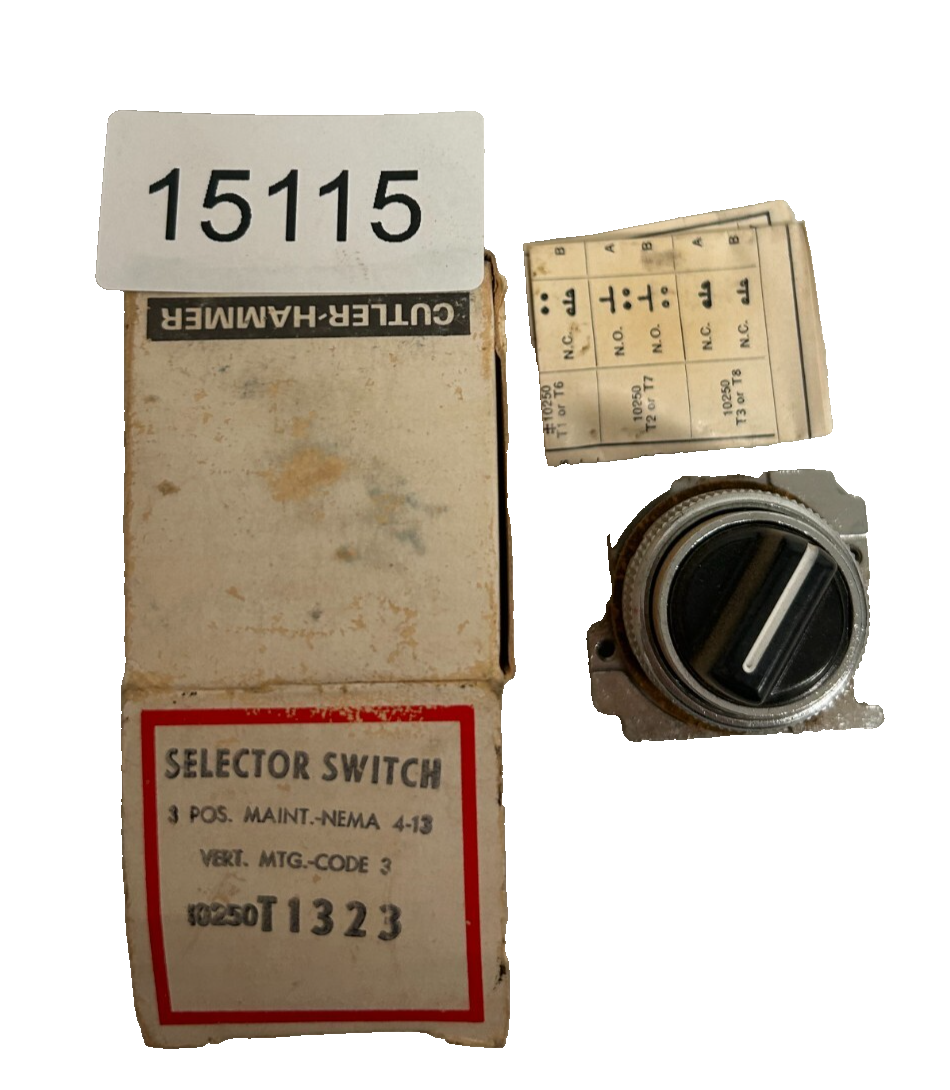 15115
CUTLER-HAMMER
SELECTOR SWITCH
3 POS. MAINT.-NEMA 4-13
VERT. MTG.-CODE 3
10250T1323
B
A
B
A
B
N.C.
N.O.
N.O.
N.C.
N.C.
#10250
T1 or T6
10250
T2 or T7
10250
T3 or T8